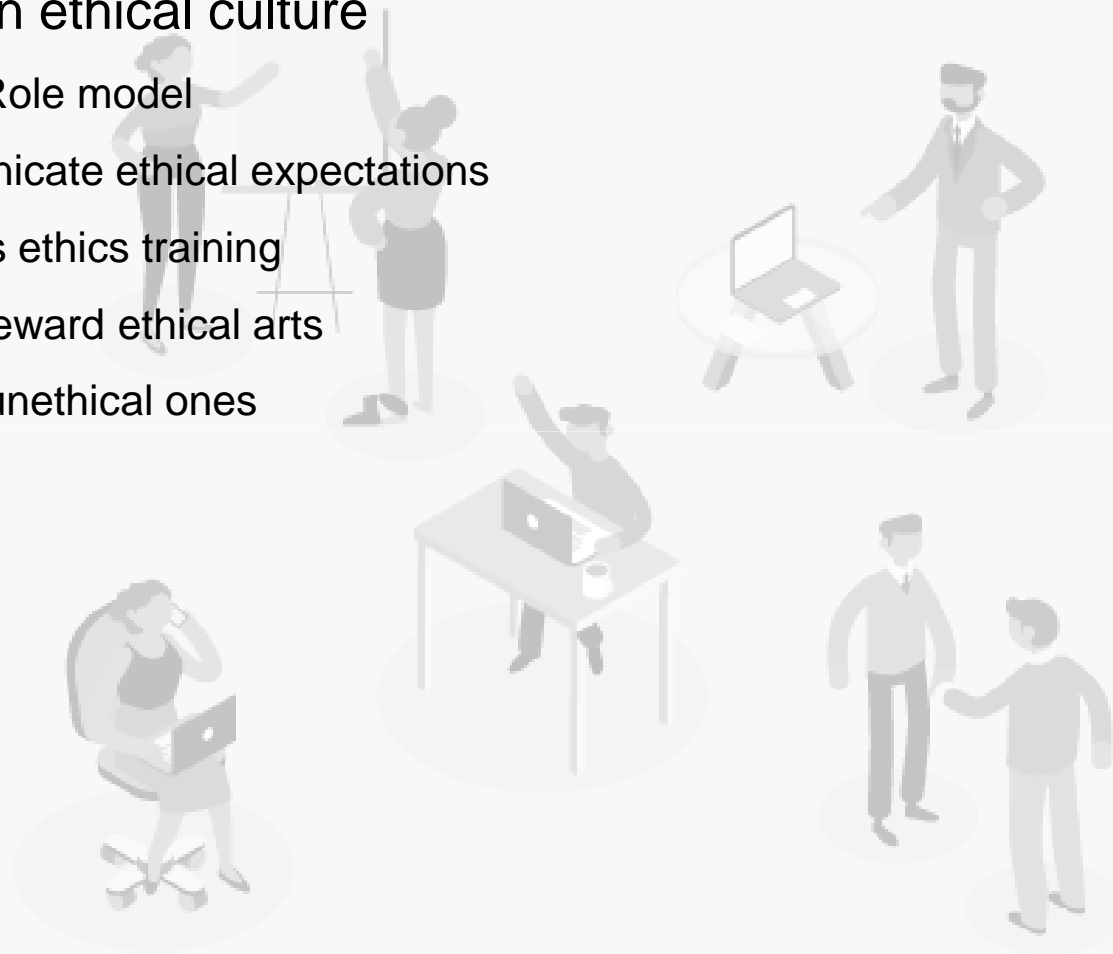 n ethical culture
Role model
nicate ethical expectations
s ethics training
eward ethical arts
unethical ones